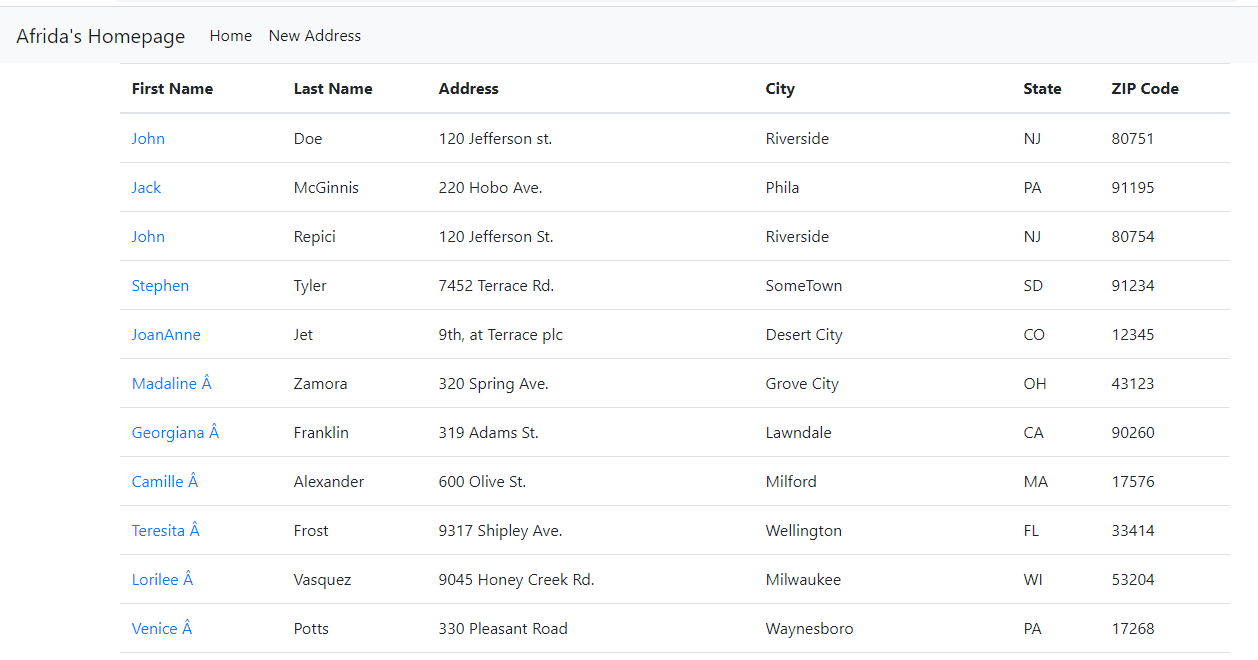 Afrida's Homepage Home New Address
First Name Last Name Address City State ZIP Code
John Doe 120 Jefferson st. Riverside NJ 80751
Jack McGinnis 220 Hobo Ave. Phila PA 91195
John Repici 120 Jefferson St. Riverside NJ 80754
Stephen Tyler 7452 Terrace Rd. SomeTown SD 91234
JoanAnne Jet 9th, at Terrace plc Desert City CO 12345
Madaline Â Zamora 320 Spring Ave. Grove City OH 43123
Georgiana Â Franklin 319 Adams St. Lawndale CA 90260
Camille Â Alexander 600 Olive St. Milford MA 17576
Teresita Â Frost 9317 Shipley Ave. Wellington FL 33414
Lorilee Â Vasquez 9045 Honey Creek Rd. Milwaukee WI 53204
Venice Â Potts 330 Pleasant Road Waynesboro PA 17268